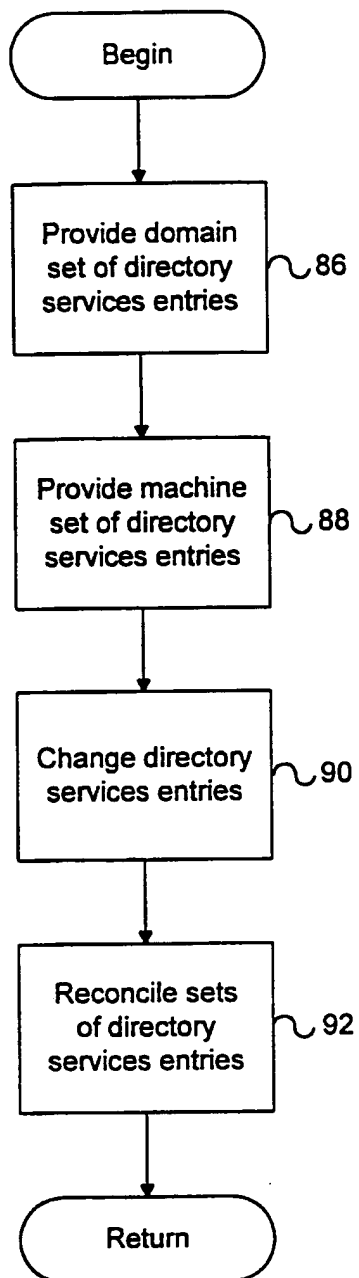 Begin
Provide domain
set of directory
services entries
86
Provide machine
set of directory
services entries
88
Change directory
services entries
90
Reconcile sets
of directory
services entries
92
Return